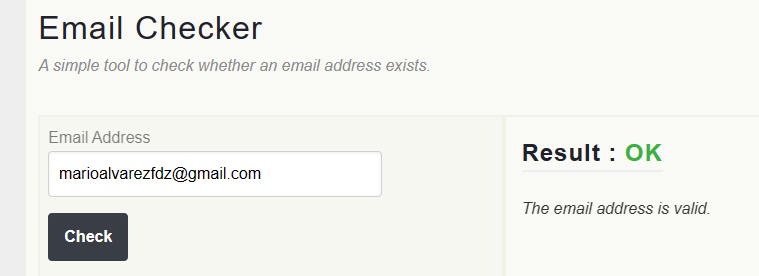 Email Checker
A simple tool to check whether an email address exists.
Email Address
marioalvarezfdz@gmail.com
Check
Result : OK
The email address is valid.